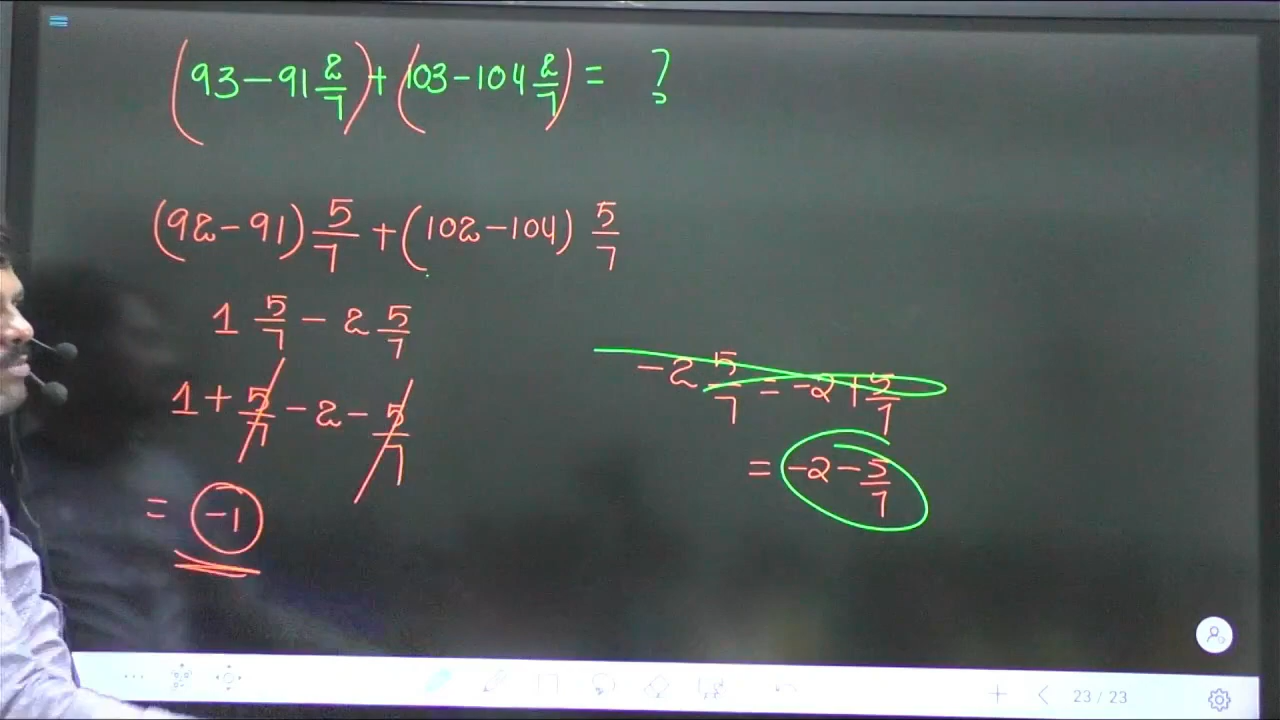 (93-91 2/7)+(103-104 2/7)= ?
(92-91) 5/7+(102-104) 5/7
1 5/7-2 5/7
1+5/7-2-5/7
= -1
-2 5/7=-2+5/7
=-2-5/7
23/23